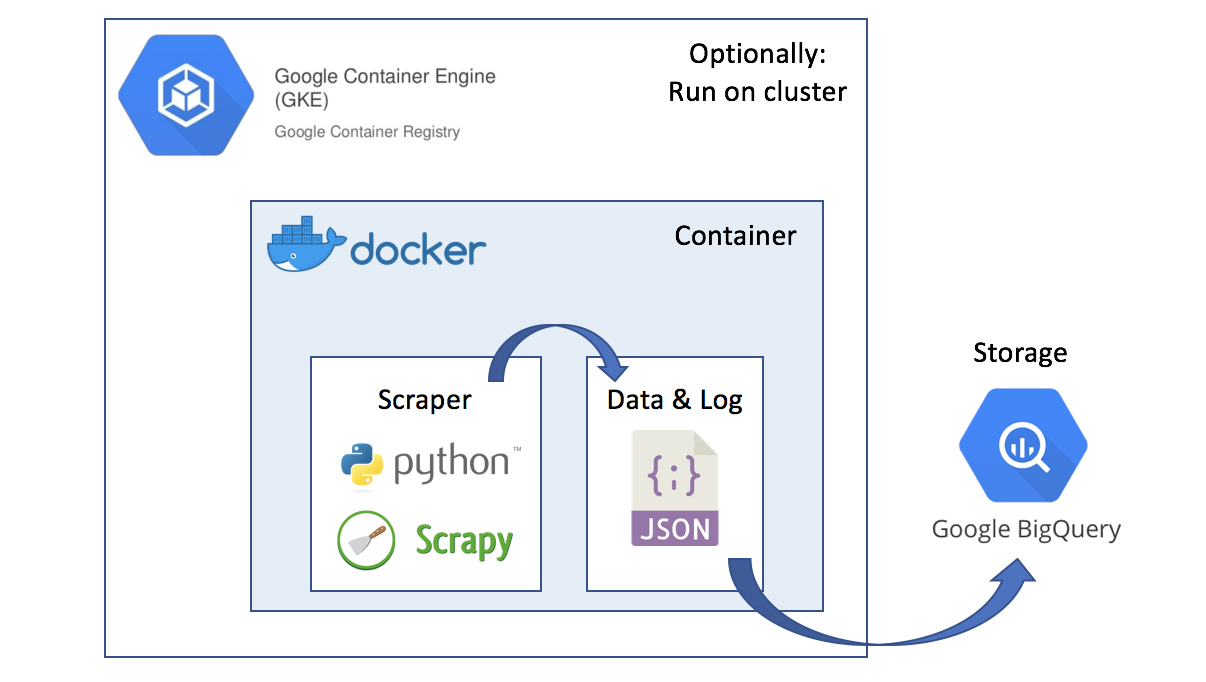 Optionally:
Run on cluster
Google Container Engine
(GKE)
Google Container Registry
docker
Container
Scraper
python™
Scrapy
Data & Log
{;}
JSON
Storage
Google BigQuery